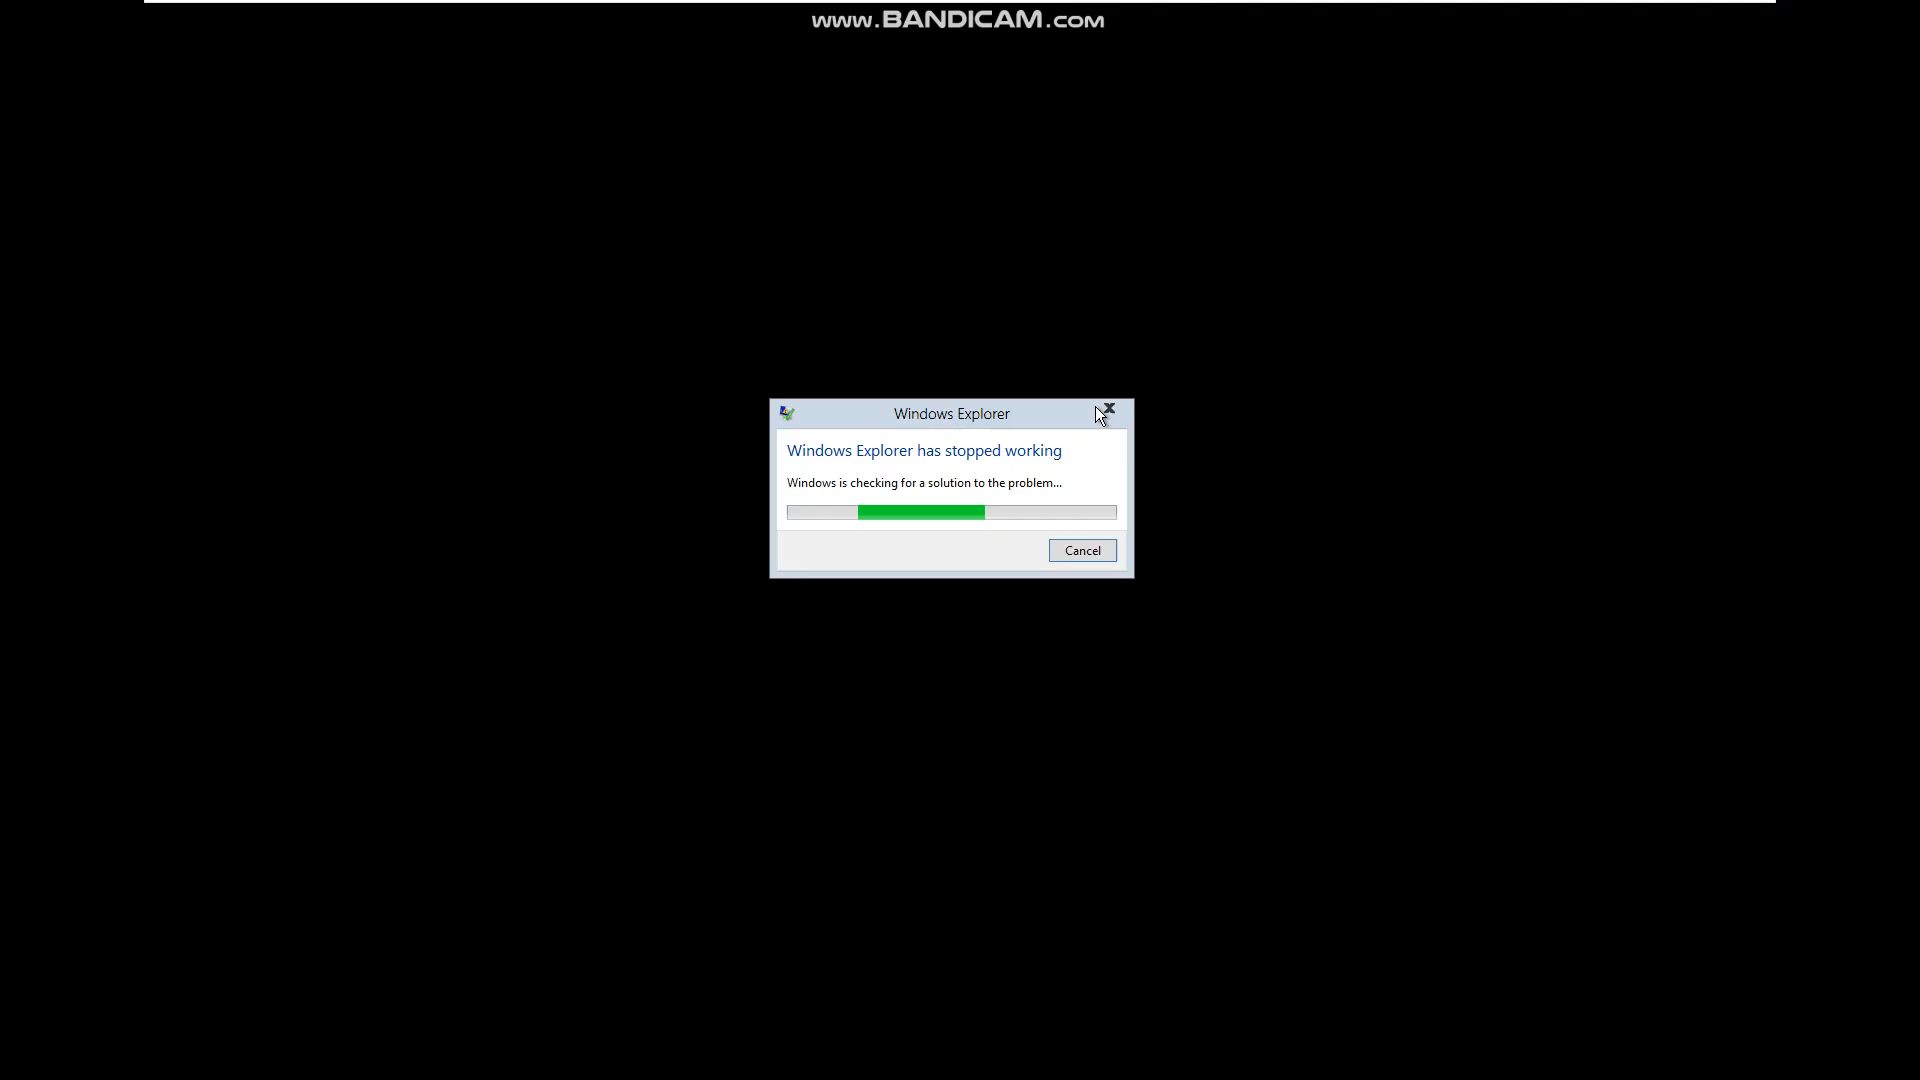 www.BANDICAM.com
Windows Explorer
Windows Explorer has stopped working
Windows is checking for a solution to the problem...
Cancel